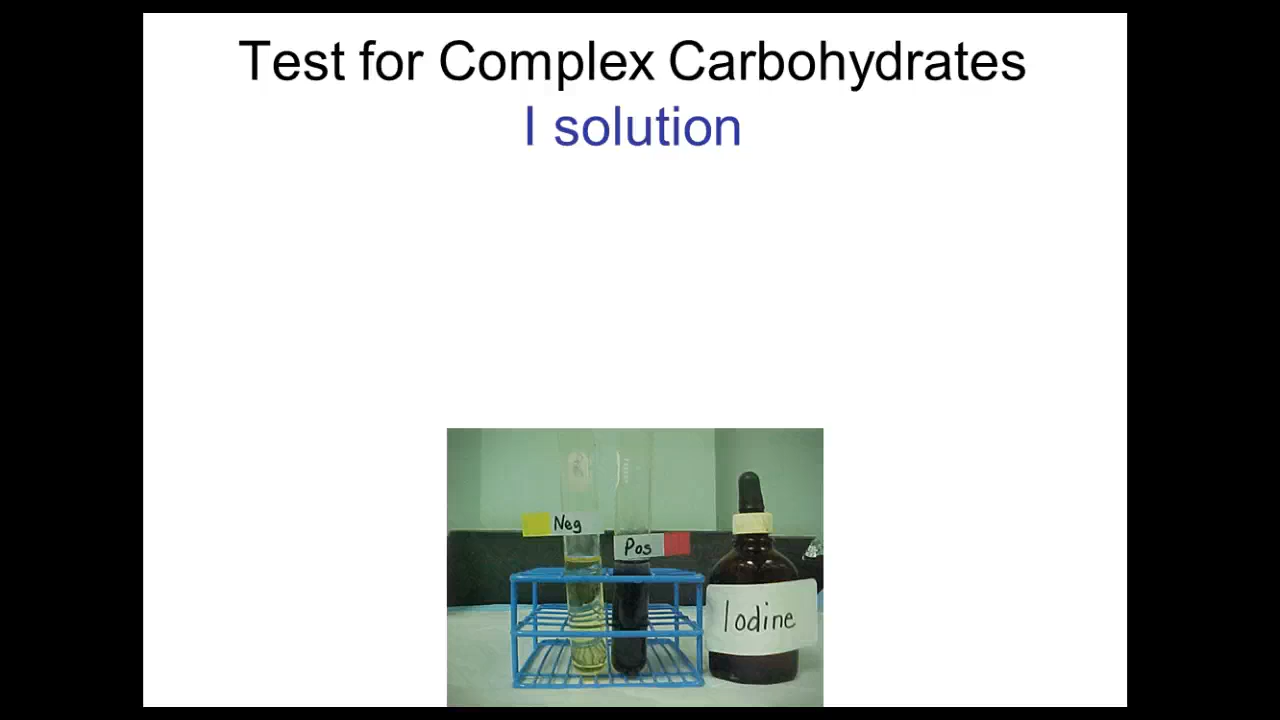 Test for Complex Carbohydrates
I solution
Neg
Pos
Iodine